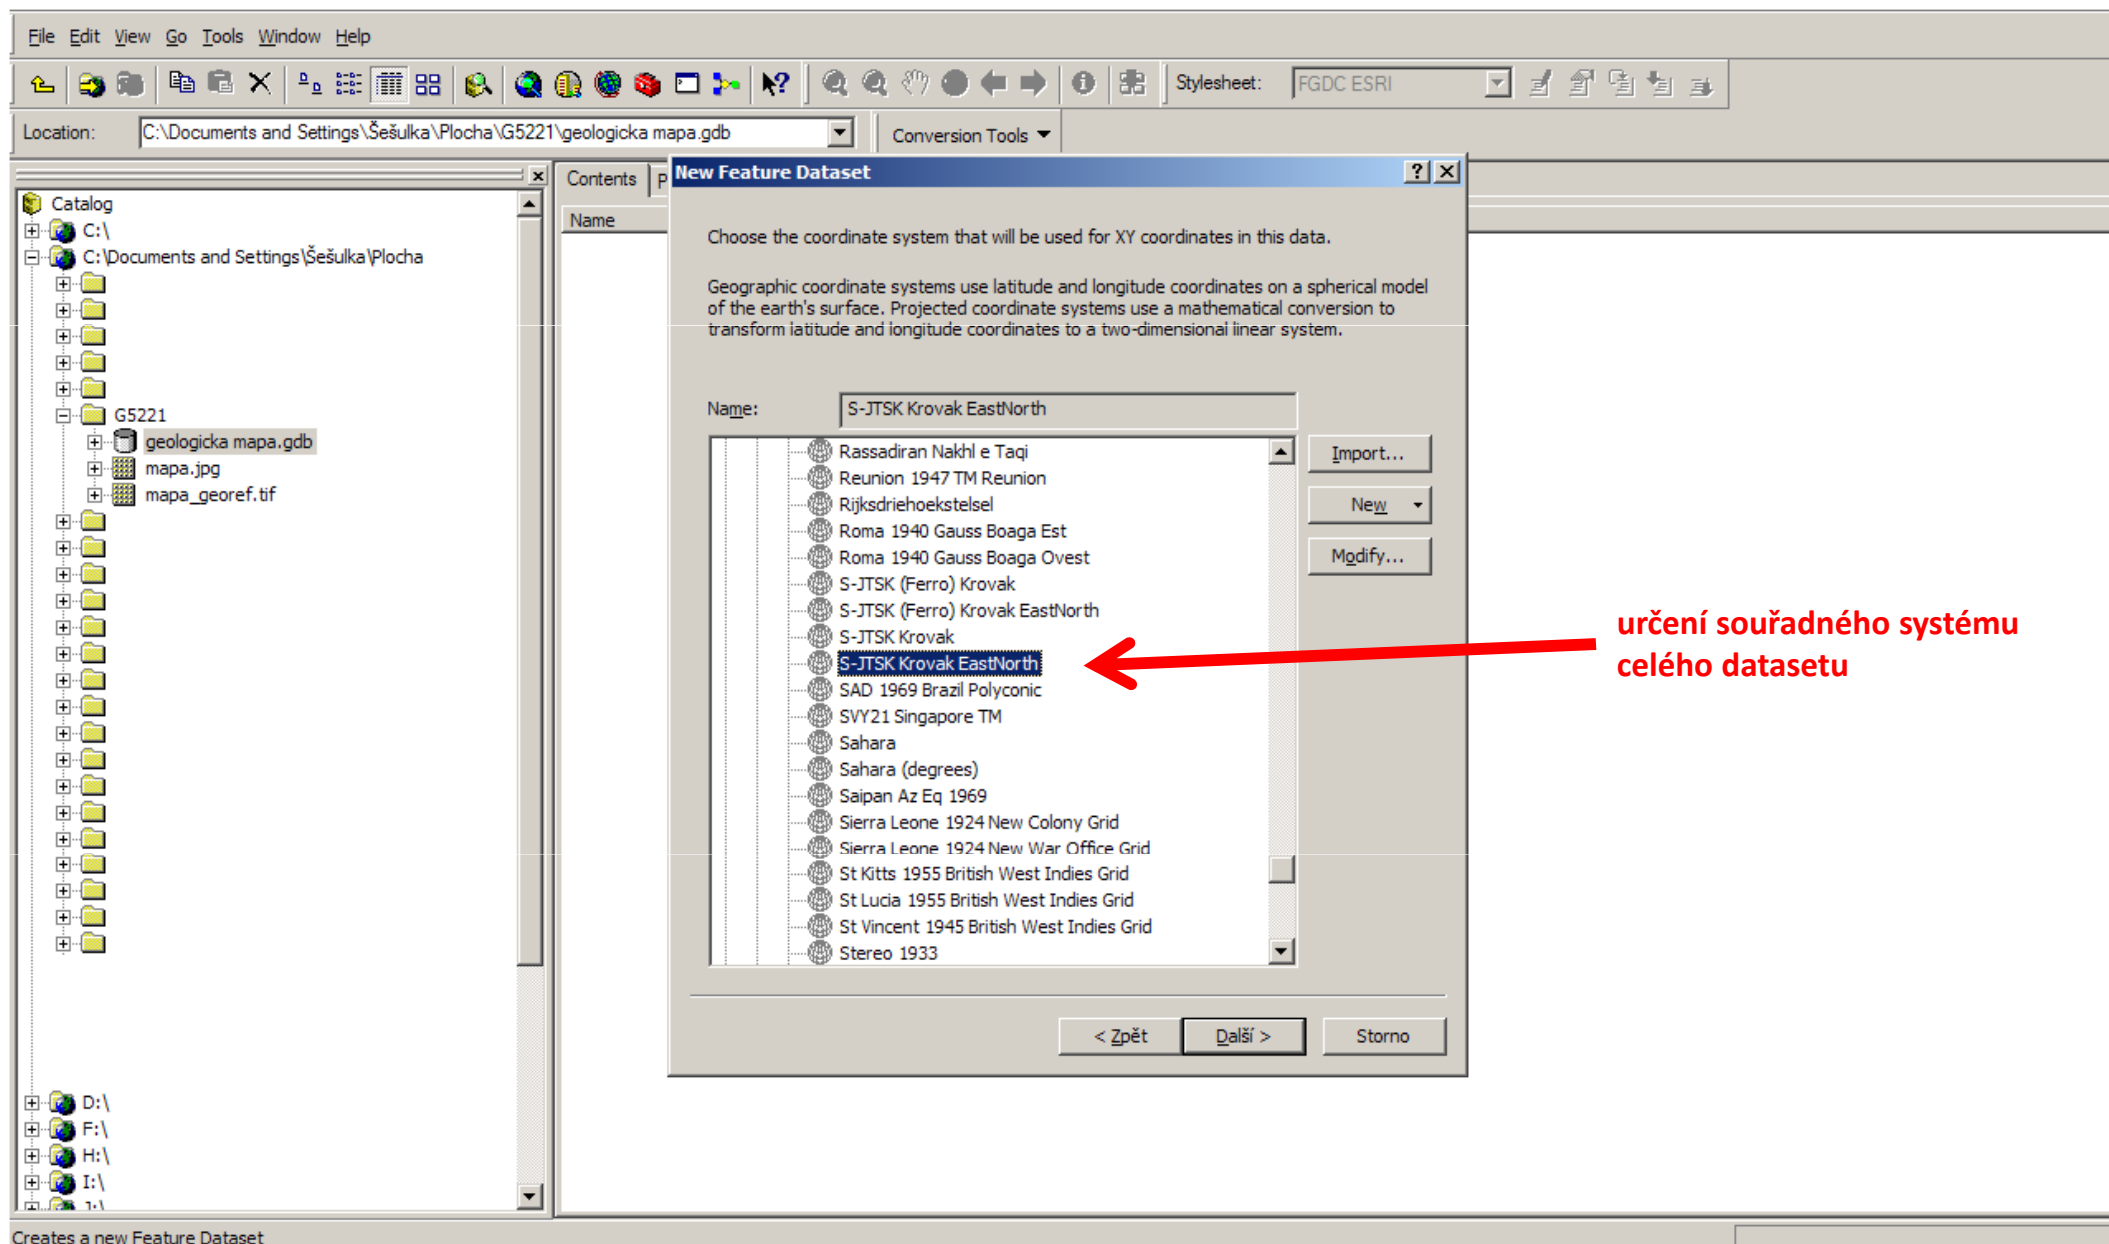 File Edit View Go Tools Window Help
Stylesheet: FGDC ESRI
Location: C:\Documents and Settings\Šešulka\Plocha\G5221\geologicka mapa.gdb Conversion Tools
Catalog
C:\
C:\Documents and Settings\Šešulka\Plocha
G5221
geologicka mapa.gdb
mapa.jpg
mapa_georef.tif
D:\
F:\
H:\
I:\
J:\
Contents P
Name
New Feature Dataset
Choose the coordinate system that will be used for XY coordinates in this data.
Geographic coordinate systems use latitude and longitude coordinates on a spherical model
of the earth's surface. Projected coordinate systems use a mathematical conversion to
transform latitude and longitude coordinates to a two-dimensional linear system.
Name: S-JTSK Krovak EastNorth
Rassadiran Nakhl e Taqi
Reunion 1947 TM Reunion
Rijksdriehoekstelsel
Roma 1940 Gauss Boaga Est
Roma 1940 Gauss Boaga Ovest
S-JTSK (Ferro) Krovak
S-JTSK (Ferro) Krovak EastNorth
S-JTSK Krovak
S-JTSK Krovak EastNorth
SAD 1969 Brazil Polyconic
SVY21 Singapore TM
Sahara
Sahara (degrees)
Saipan Az Eq 1969
Sierra Leone 1924 New Colony Grid
Sierra Leone 1924 New War Office Grid
St Kitts 1955 British West Indies Grid
St Lucia 1955 British West Indies Grid
St Vincent 1945 British West Indies Grid
Stereo 1933
Import...
New
Modify...
< Zpět Další > Storno
určení souřadného systému
celého datasetu
Creates a new Feature Dataset